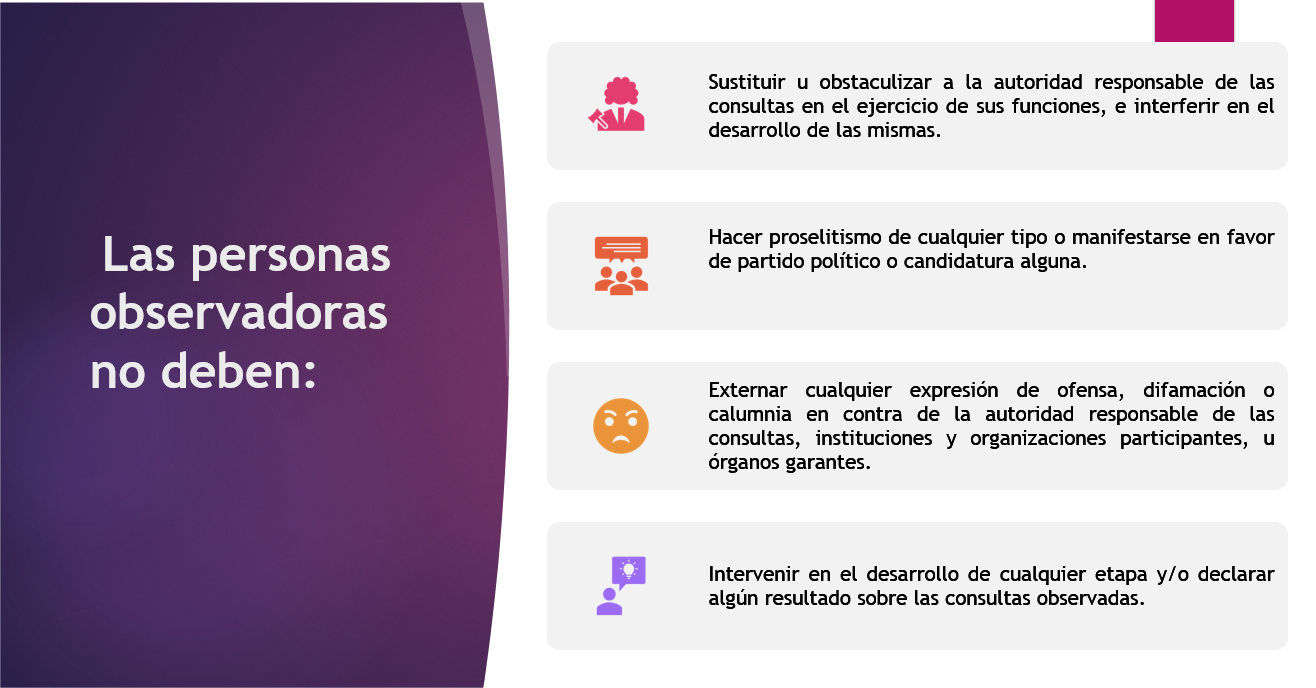 Las personas
observadoras
no deben:
Sustituir u obstaculizar a la autoridad responsable de las
consultas en el ejercicio de sus funciones, e interferir en el
desarrollo de las mismas.
Hacer proselitismo de cualquier tipo o manifestarse en favor
de partido político o candidatura alguna.
Externar cualquier expresión de ofensa, difamación o
calumnia en contra de la autoridad responsable de las
consultas, instituciones y organizaciones participantes, u
órganos garantes.
Intervenir en el desarrollo de cualquier etapa y/o declarar
algún resultado sobre las consultas observadas.